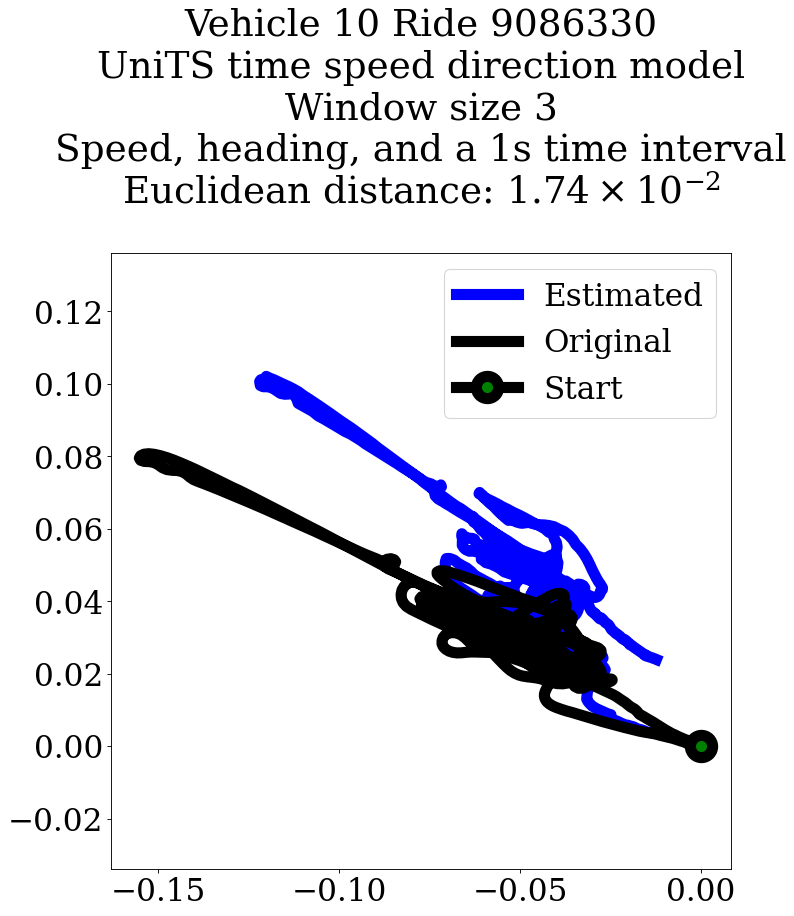 Vehicle 10 Ride 9086330
UniTS time speed direction model
Window size 3
Speed, heading, and a 1s time interval
Euclidean distance: 1.74 × 10⁻²
Estimated
Original
Start
0.12
0.10
0.08
0.06
0.04
0.02
0.00
−0.02
−0.15 −0.10 −0.05 0.00